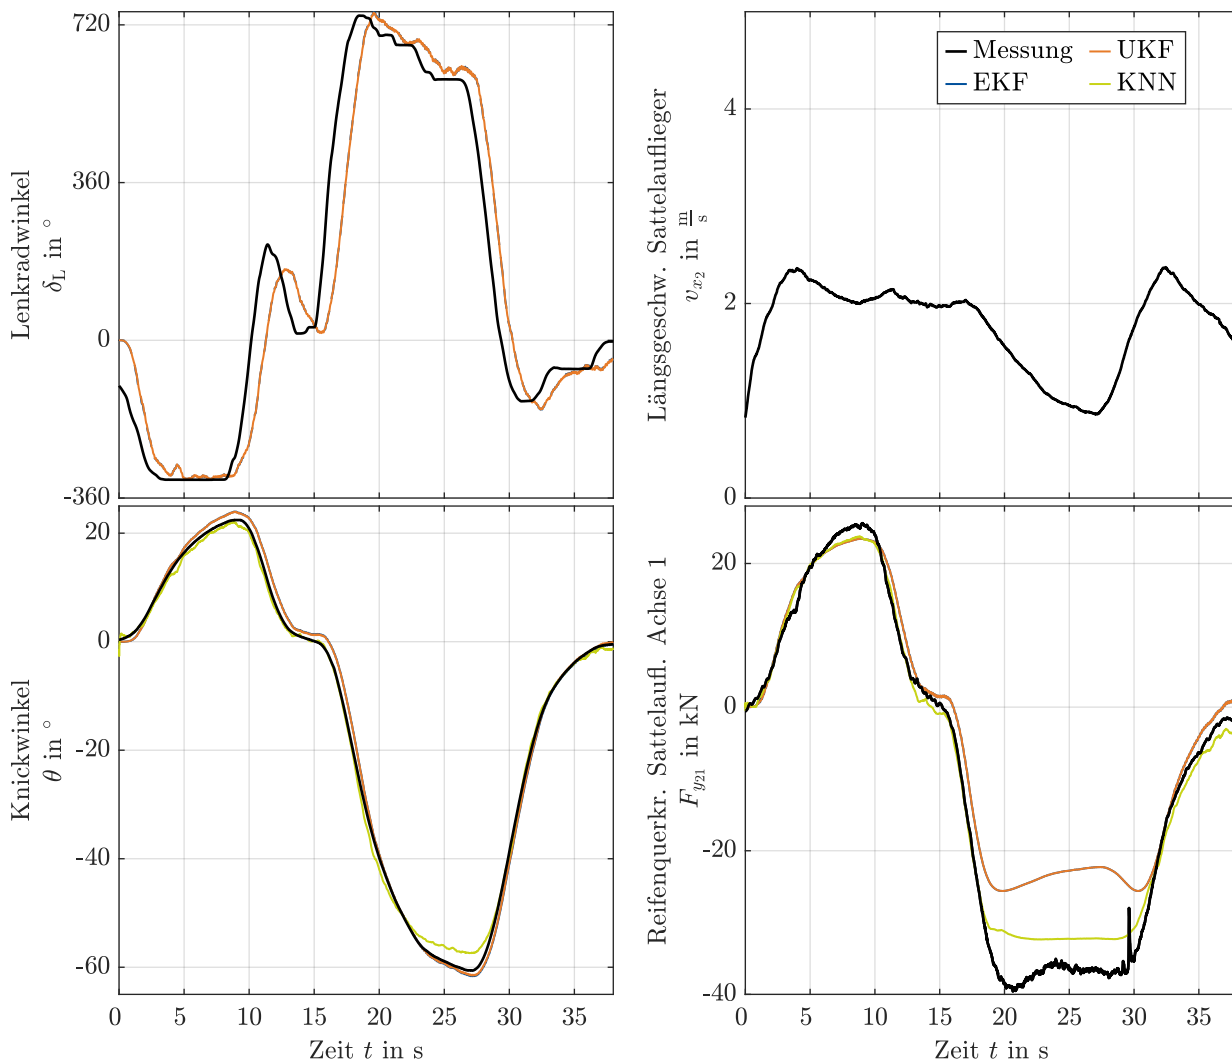 720
360
0
-360
Lenkradwinkel
δL in °
4
2
0
Längsgeschw. Sattelauflieger
vx2 in m/s
Messung
EKF
UKF
KNN
20
0
-20
-40
-60
Knickwinkel
θ in °
0 5 10 15 20 25 30 35
Zeit t in s
20
0
-20
-40
Reifenquerkr. Sattelaufl. Achse 1
Fy21 in kN
0 5 10 15 20 25 30 35
Zeit t in s